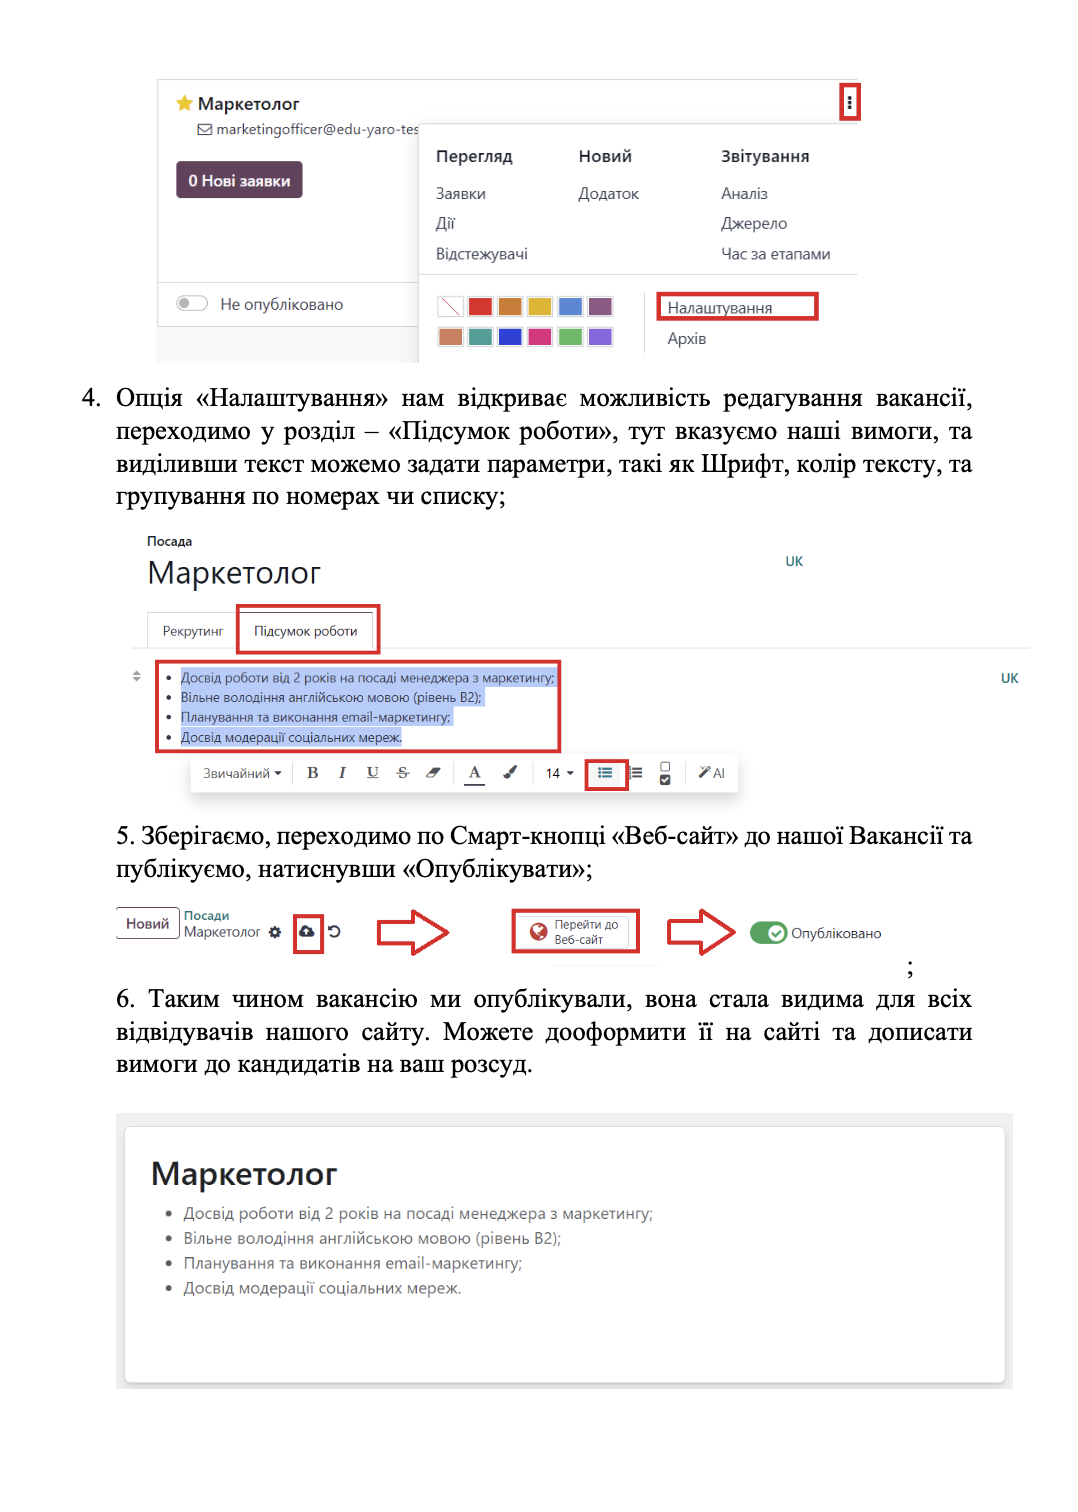 Маркетолог
marketingofficer@edu-yaro-tes
0 Нові заявки
Не опубліковано
Перегляд Новий Звітування
Заявки Додаток Аналіз
Дії Джерело
Відстежувачі Час за етапами
Налаштування
Архів
4. Опція «Налаштування» нам відкриває можливість редагування вакансії,
переходимо у розділ – «Підсумок роботи», тут вказуємо наші вимоги, та
виділивши текст можемо задати параметри, такі як Шрифт, колір тексту, та
групування по номерах чи списку;
Посада
Маркетолог UK
Рекрутинг Підсумок роботи
• Досвід роботи від 2 років на посаді менеджера з маркетингу; UK
• Вільне володіння англійською мовою (рівень B2);
• Планування та виконання email-маркетингу;
• Досвід модерації соціальних мереж.
Звичайний B I U S A 14 AI
5. Зберігаємо, переходимо по Смарт-кнопці «Веб-сайт» до нашої Вакансії та
публікуємо, натиснувши «Опублікувати»;
Новий Посади
Маркетолог
Перейти до
Веб-сайт
Опубліковано
;
6. Таким чином вакансію ми опублікували, вона стала видима для всіх
відвідувачів нашого сайту. Можете дооформити її на сайті та дописати
вимоги до кандидатів на ваш розсуд.
Маркетолог
• Досвід роботи від 2 років на посаді менеджера з маркетингу;
• Вільне володіння англійською мовою (рівень B2);
• Планування та виконання email-маркетингу;
• Досвід модерації соціальних мереж.